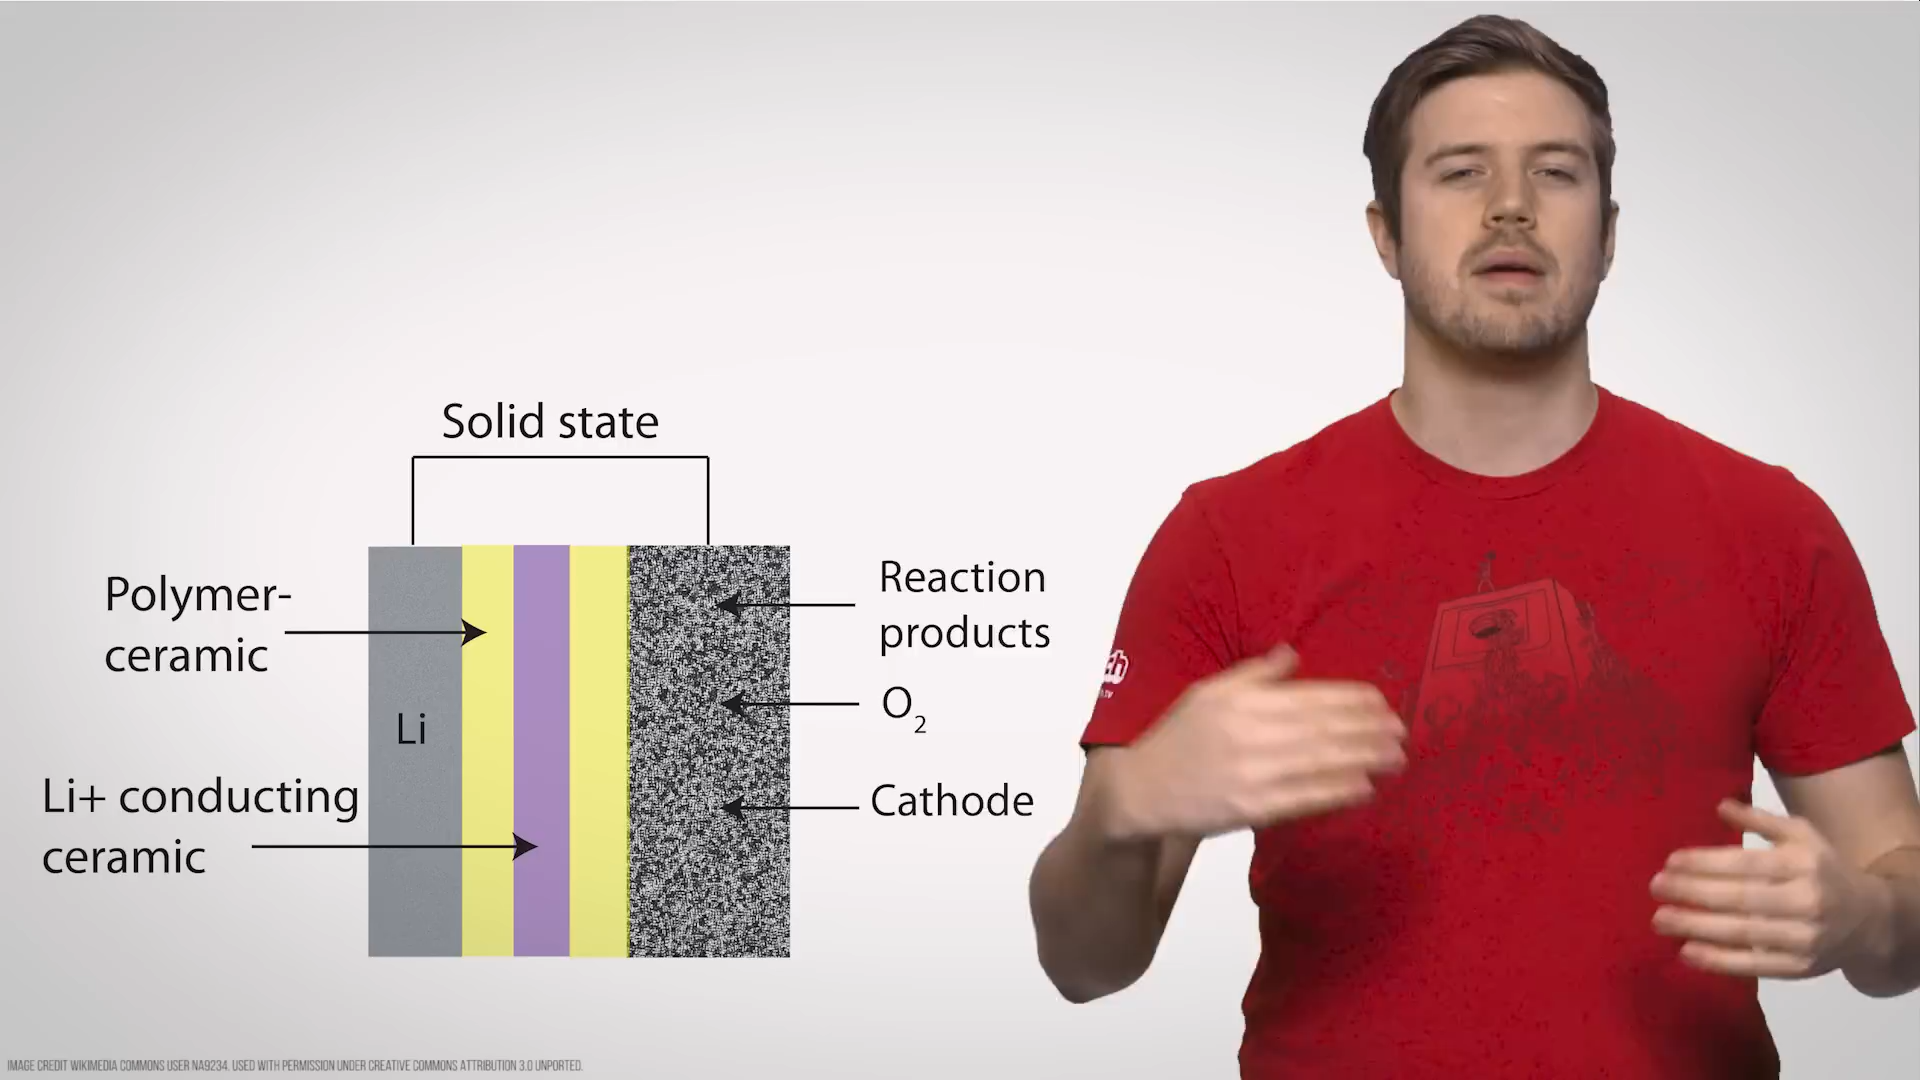 Solid state
Polymer-
ceramic
Li
Li+ conducting
ceramic
Reaction
products
O₂
Cathode
IMAGE CREDIT WIKIMEDIA COMMONS USER NA9234. USED WITH PERMISSION UNDER CREATIVE COMMONS ATTRIBUTION 3.0 UNPORTED.